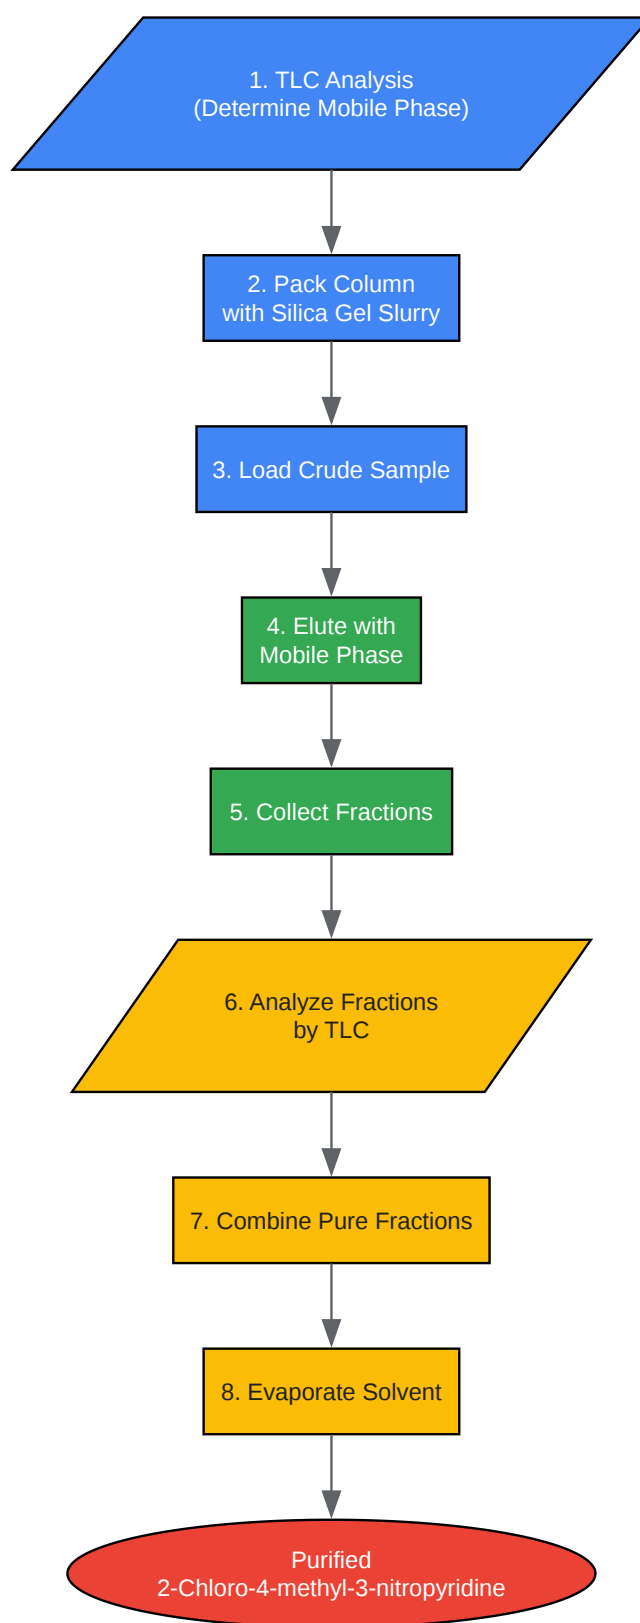 1. TLC Analysis
(Determine Mobile Phase)
2. Pack Column
with Silica Gel Slurry
3. Load Crude Sample
4. Elute with
Mobile Phase
5. Collect Fractions
6. Analyze Fractions
by TLC
7. Combine Pure Fractions
8. Evaporate Solvent
Purified
2-Chloro-4-methyl-3-nitropyridine